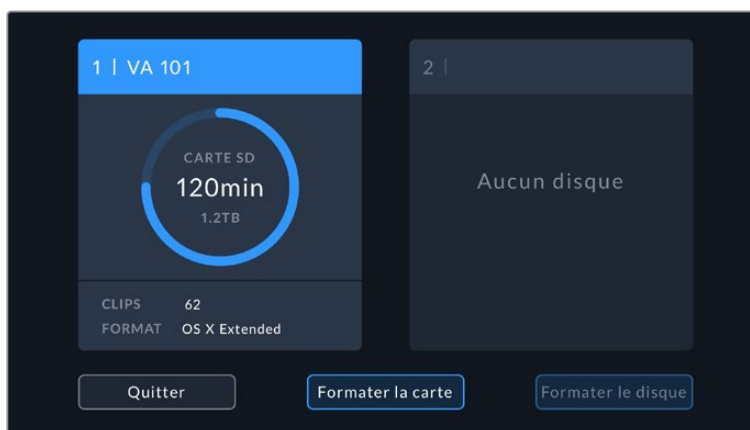 1 | VA 101
CARTE SD
120min
1.2TB
CLIPS 62
FORMAT OS X Extended
2 |
Aucun disque
Quitter
Formater la carte
Formater le disque